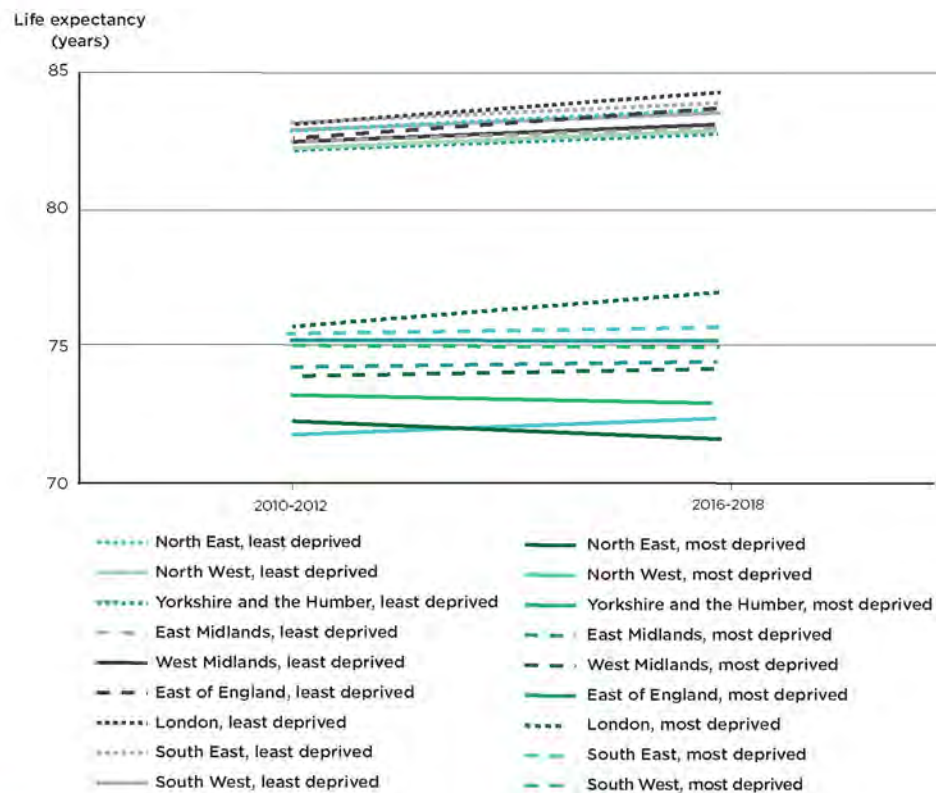 Life expectancy
(years)
85
80
75
70
2010-2012
2016-2018
North East, least deprived
North West, least deprived
Yorkshire and the Humber, least deprived
East Midlands, least deprived
West Midlands, least deprived
East of England, least deprived
London, least deprived
South East, least deprived
South West, least deprived
North East, most deprived
North West, most deprived
Yorkshire and the Humber, most deprived
East Midlands, most deprived
West Midlands, most deprived
East of England, most deprived
London, most deprived
South East, most deprived
South West, most deprived